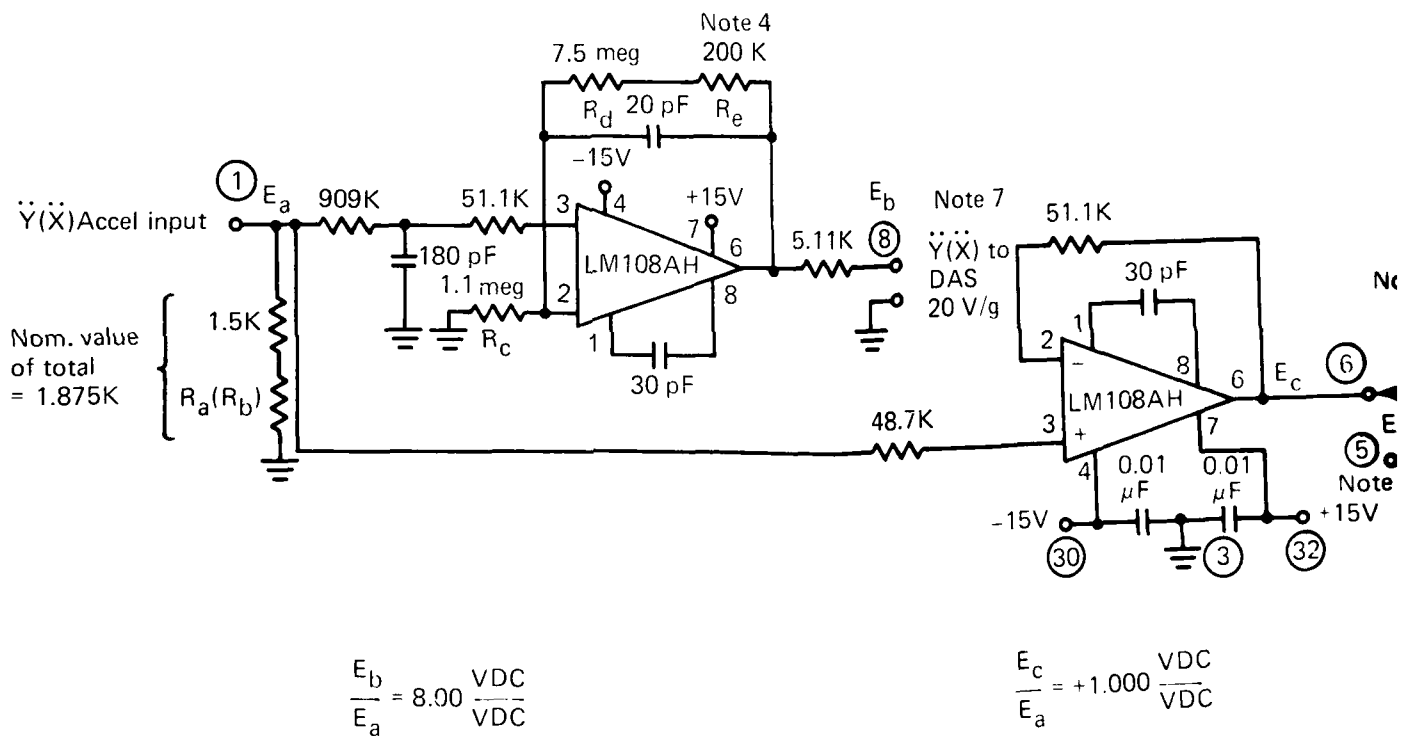 Note 4
7.5 meg
200 K
R_d
20 pF
R_e
-15V
4
+15V
7
1
E_a
Ÿ(Ẍ)Accel input
909K
51.1K
3
LM108AH
6
180 pF
2
8
1.1 meg
R_c
1
30 pF
5.11K
E_b
8
Note 7
Ÿ(Ẍ) to
DAS
20 V/g
Nom. value
of total
= 1.875K
1.5K
R_a(R_b)
48.7K
51.1K
30 pF
1
2
−
8
LM108AH
6
E_c
6
3
+
7
4
0.01
μF
0.01
μF
5
Note
-15V
30
3
+15V
32
E_b/E_a = 8.00 VDC/VDC
E_c/E_a = +1.000 VDC/VDC